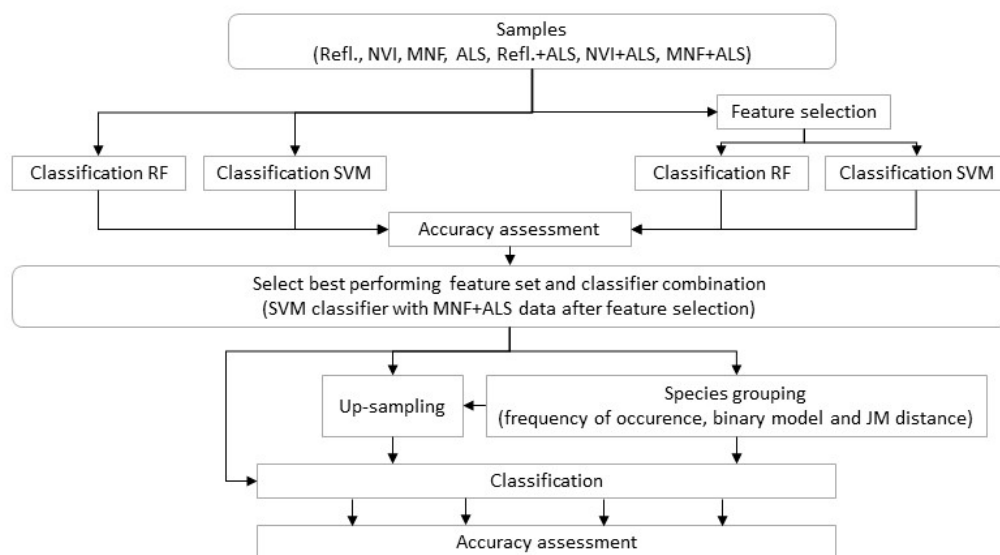 Samples
(Refl., NVI, MNF, ALS, Refl.+ALS, NVI+ALS, MNF+ALS)
Feature selection
Classification RF
Classification SVM
Classification RF
Classification SVM
Accuracy assessment
Select best performing feature set and classifier combination
(SVM classifier with MNF+ALS data after feature selection)
Up-sampling
Species grouping
(frequency of occurence, binary model and JM distance)
Classification
Accuracy assessment